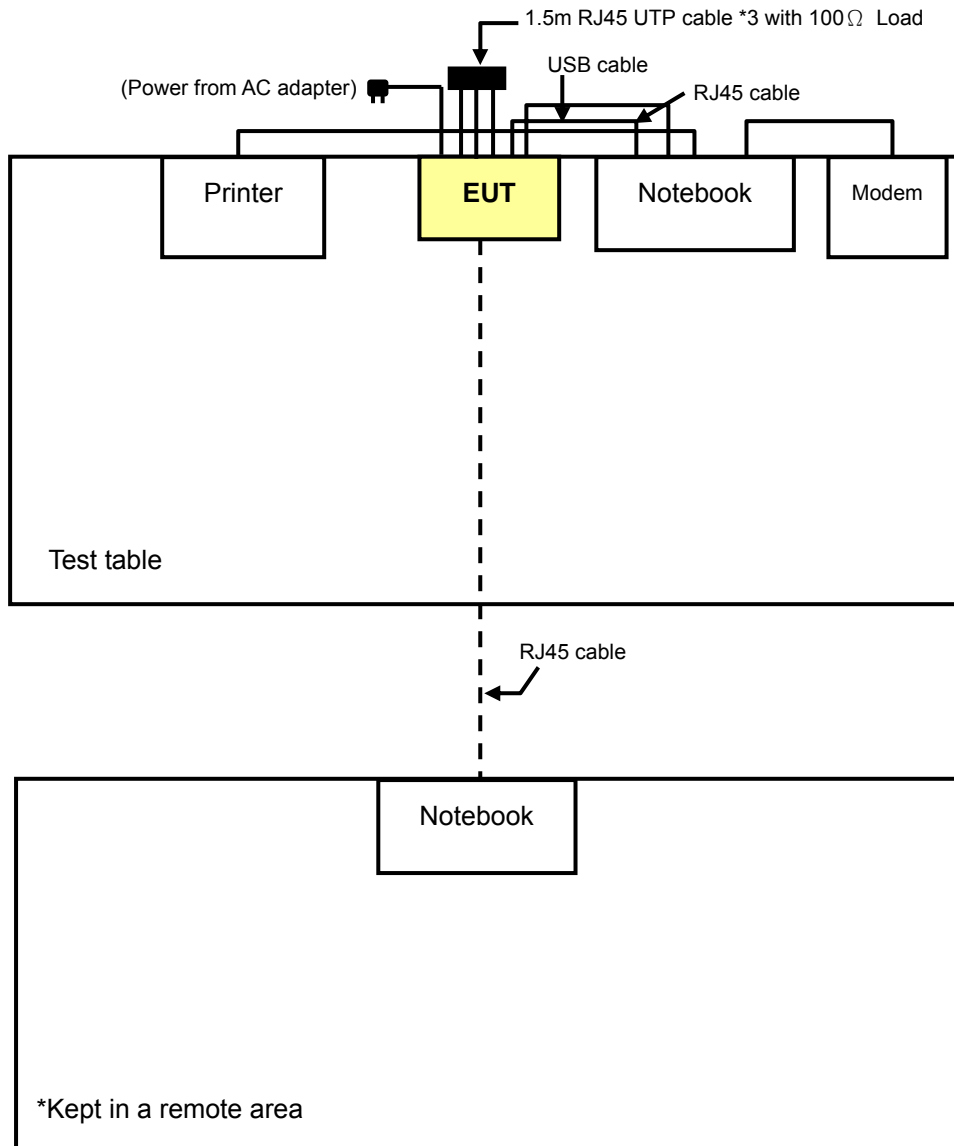 1.5m RJ45 UTP cable *3 with 100Ω Load
USB cable
(Power from AC adapter)
RJ45 cable
Printer
EUT
Notebook
Modem
Test table
RJ45 cable
Notebook
*Kept in a remote area